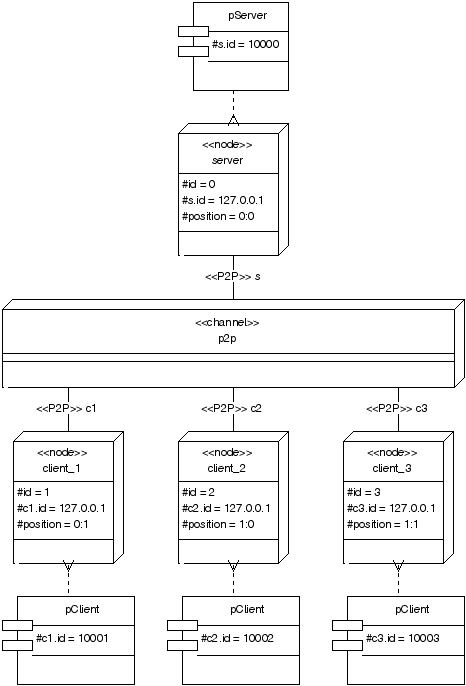 pServer
#s.id = 10000
<<node>>
server
#id = 0
#s.id = 127.0.0.1
#position = 0:0
<<P2P>> s
<<channel>>
p2p
<<P2P>> c1
<<P2P>> c2
<<P2P>> c3
<<node>>
client_1
#id = 1
#c1.id = 127.0.0.1
#position = 0:1
<<node>>
client_2
#id = 2
#c2.id = 127.0.0.1
#position = 1:0
<<node>>
client_3
#id = 3
#c3.id = 127.0.0.1
#position = 1:1
pClient
#c1.id = 10001
pClient
#c2.id = 10002
pClient
#c3.id = 10003